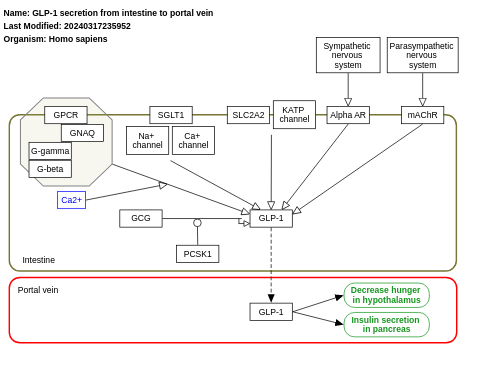 Name: GLP-1 secretion from intestine to portal vein
Last Modified: 20240317235952
Organism: Homo sapiens
Sympathetic
nervous
system
Parasympathetic
nervous
system
GPCR
SGLT1
SLC2A2
KATP
channel
Alpha AR
mAChR
GNAQ
Na+
channel
Ca+
channel
G-gamma
G-beta
Ca2+
GCG
GLP-1
PCSK1
Intestine
Portal vein
GLP-1
Decrease hunger
in hypothalamus
Insulin secretion
in pancreas